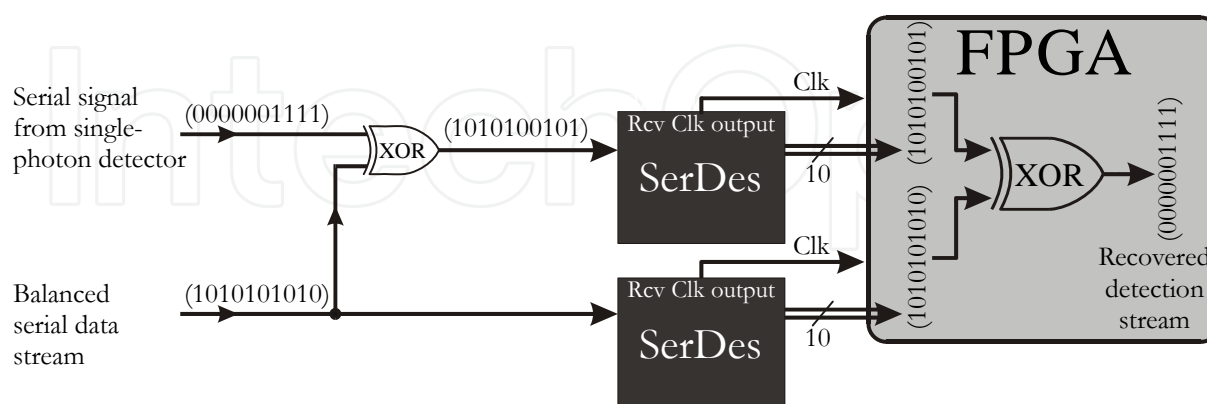 Serial signal
from single-
photon detector
(0000001111)
XOR
(1010100101)
Balanced
serial data
stream
(1010101010)
Rcv Clk output
SerDes
Clk
10
Rcv Clk output
SerDes
Clk
10
FPGA
(1010100101)
(1010101010)
XOR
(0000001111)
Recovered
detection
stream